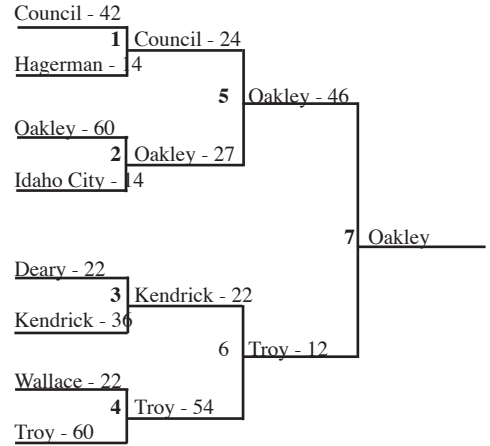 Council - 42
1 Council - 24
Hagerman - 14
5 Oakley - 46
Oakley - 60
2 Oakley - 27
Idaho City - 14
7 Oakley
Deary - 22
3 Kendrick - 22
Kendrick - 36
6 Troy - 12
Wallace - 22
4 Troy - 54
Troy - 60